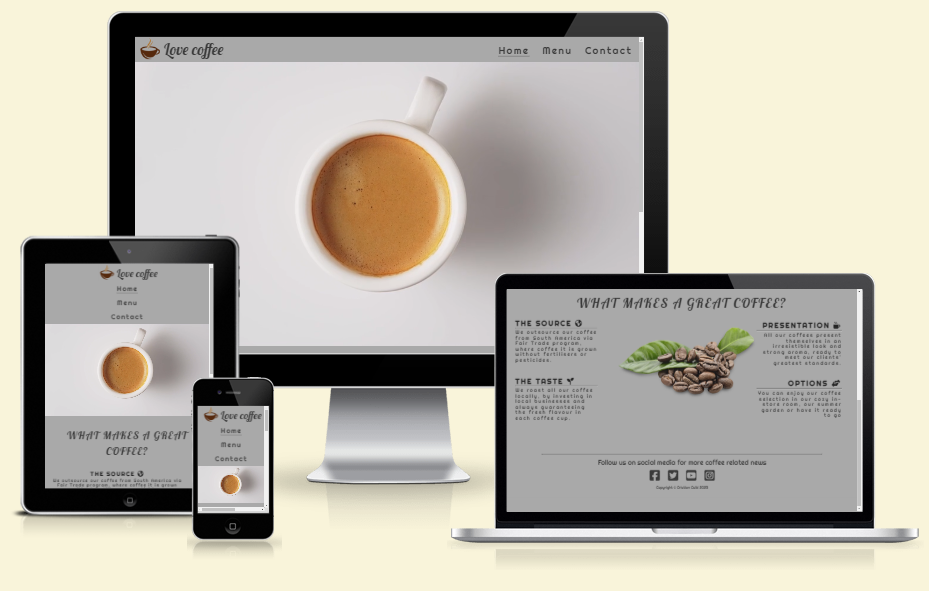 Love coffee
Home Menu Contact
Love coffee
Home
Menu
Contact
WHAT MAKES A GREAT
COFFEE?
THE SOURCE
We outsource our coffee from South America via
Fair Trade program, where coffee it is grown
Love coffee
Home
Menu
Contact
WHAT MAKES A GREAT COFFEE?
THE SOURCE
We outsource our coffee
from South America via
Fair Trade program,
where coffee it is grown
without fertilisers or
pesticides.
THE TASTE
We roast all our coffee
locally, by investing in
local businesses and
always guaranteeing
the fresh flavour in
each coffee cup.
PRESENTATION
All our coffees present
themselves in an
irresistible look and
strong aroma, ready to
meet our clients'
greatest standards.
OPTIONS
You can enjoy our coffee
selection in our cozy in-
store room, our summer
garden or have it ready
to go
Follow us on social media for more coffee related news